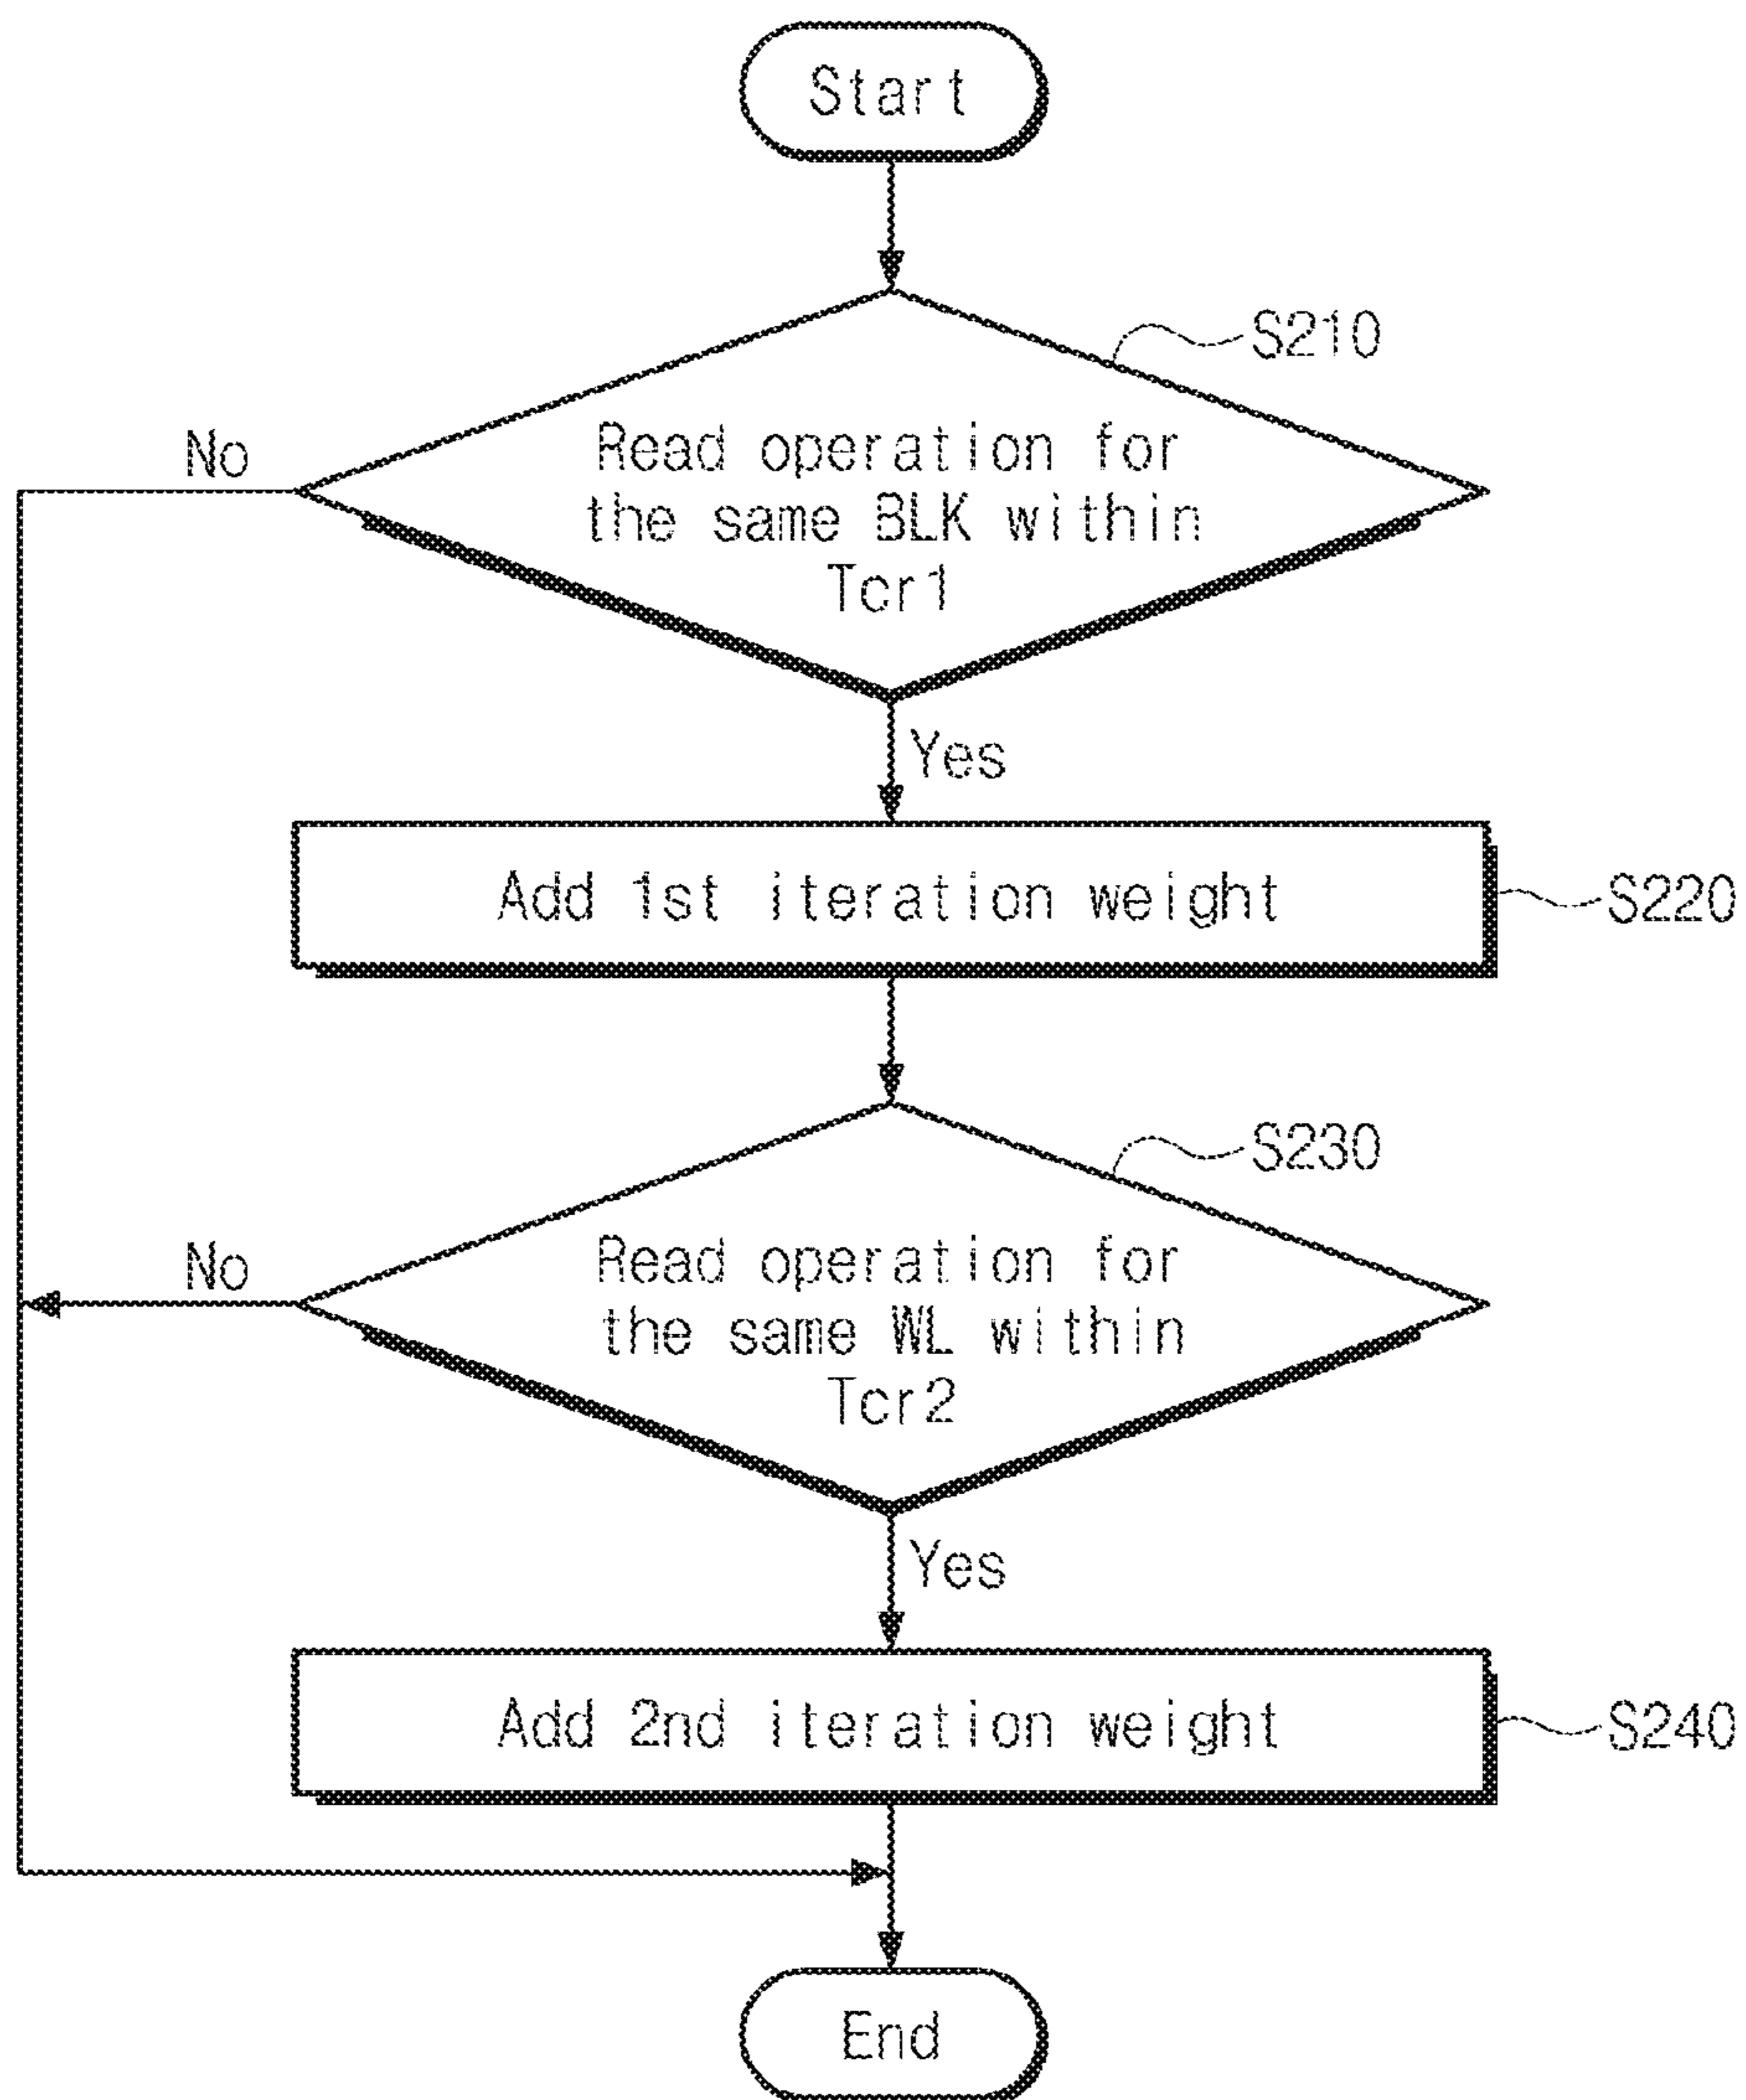 Start
S210
No
Read operation for
the same BLK within
Tcr1
Yes
Add 1st iteration weight
S220
S230
No
Read operation for
the same WL within
Tcr2
Yes
Add 2nd iteration weight
S240
End